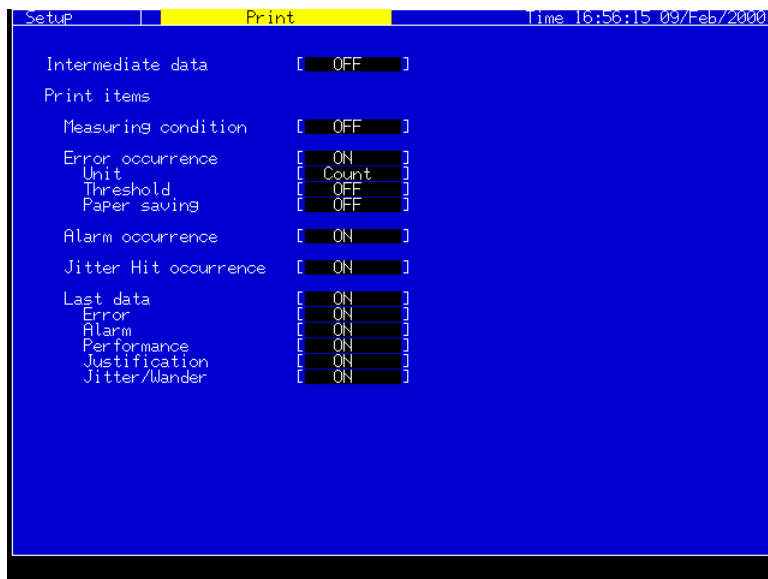 Setup Print Time 16:56:15 09/Feb/2000
Intermediate data [ OFF ]
Print items
Measuring condition [ OFF ]
Error occurrence [ ON ]
Unit [ Count ]
Threshold [ OFF ]
Paper saving [ OFF ]
Alarm occurrence [ ON ]
Jitter Hit occurrence [ ON ]
Last data [ ON ]
Error [ ON ]
Alarm [ ON ]
Performance [ ON ]
Justification [ ON ]
Jitter/Wander [ ON ]